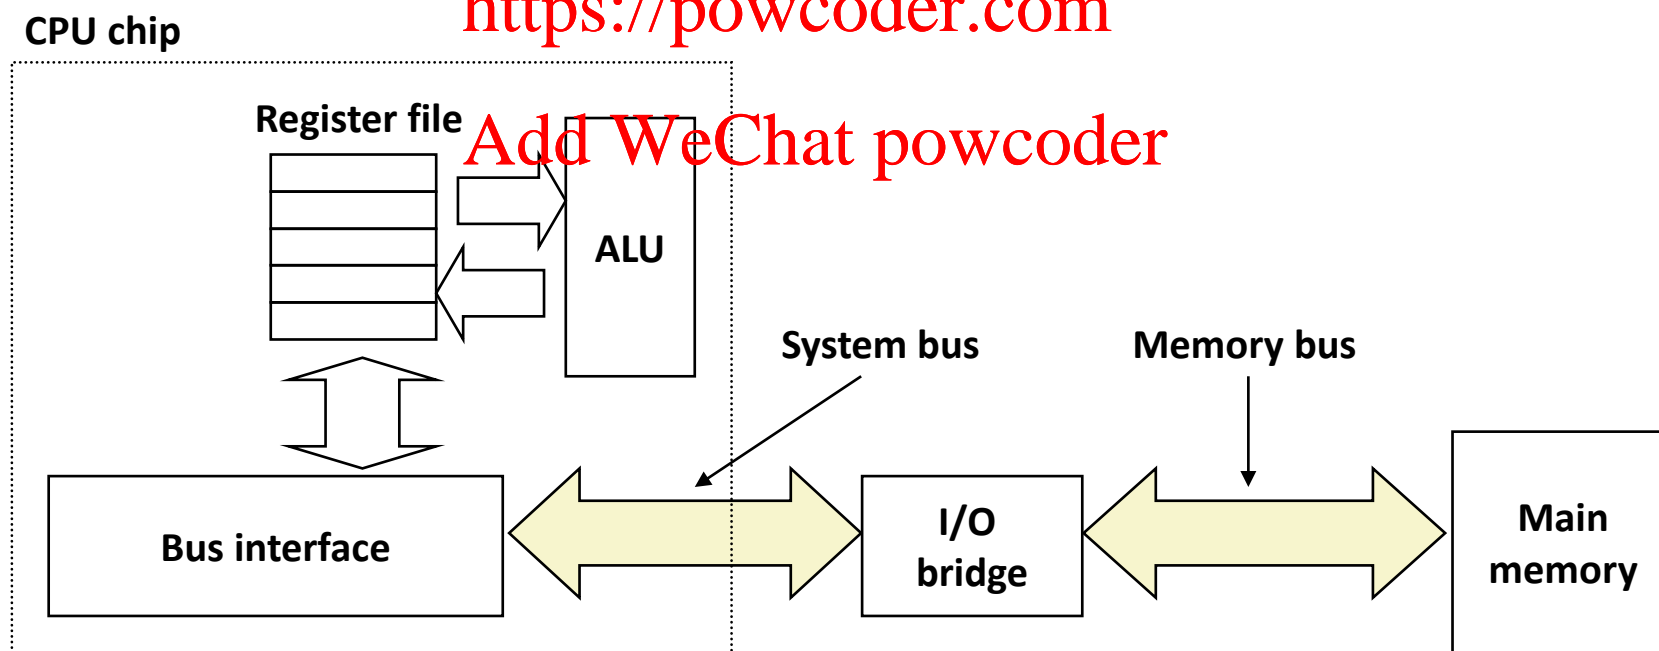 https://powcoder.com
CPU chip
Register file
Add WeChat powcoder
ALU
System bus
Memory bus
Bus interface
I/O
bridge
Main
memory